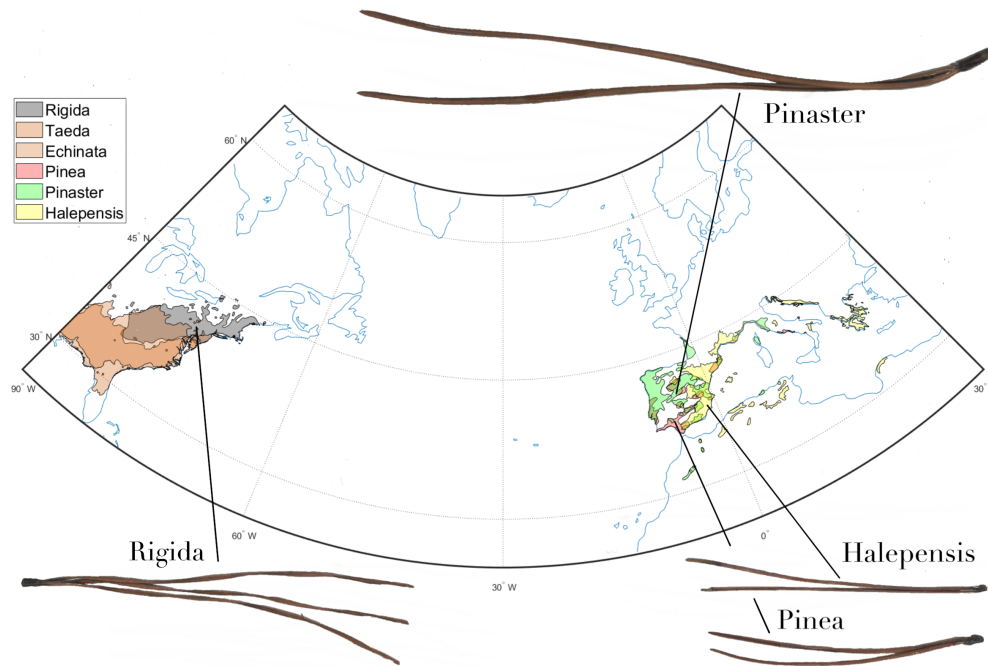 Pinaster
Rigida
Taeda
Echinata
Pinea
Pinaster
Halepensis
60° N
45° N
30° N
90° W
60° W
30° W
0°
30°
Rigida
Halepensis
Pinea